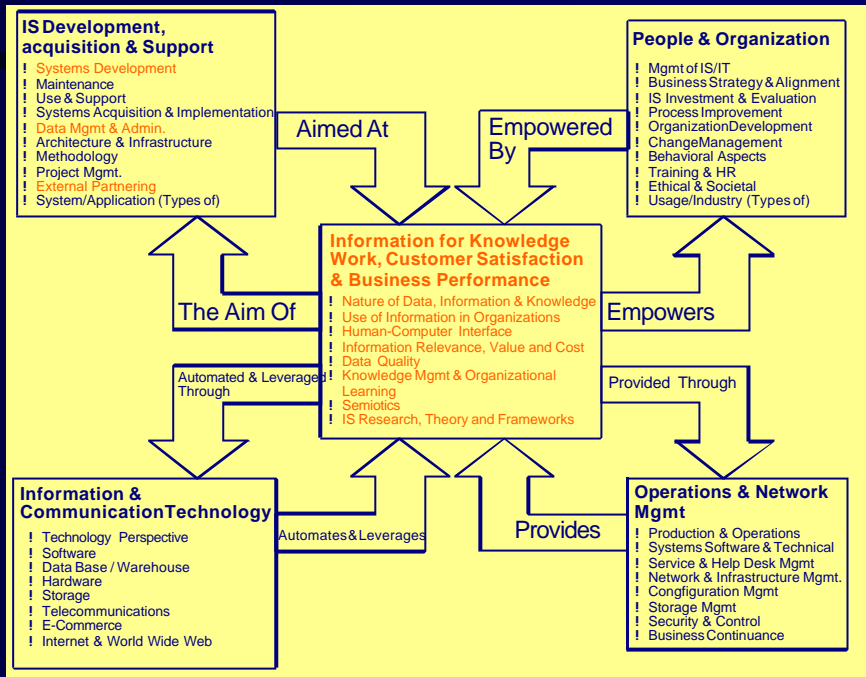 IS Development,
acquisition & Support
! Systems Development
! Maintenance
! Use & Support
! Systems Acquisition & Implementation
! Data Mgmt & Admin.
! Architecture & Infrastructure
! Methodology
! Project Mgmt.
! External Partnering
! System/Application (Types of)
Aimed At
Empowered
By
People & Organization
! Mgmt of IS/IT
! Business Strategy & Alignment
! IS Investment & Evaluation
! Process Improvement
! Organization Development
! Change Management
! Behavioral Aspects
! Training & HR
! Ethical & Societal
! Usage/Industry (Types of)
The Aim Of
Information for Knowledge
Work, Customer Satisfaction
& Business Performance
! Nature of Data, Information & Knowledge
! Use of Information in Organizations
! Human-Computer Interface
! Information Relevance, Value and Cost
! Data Quality
! Knowledge Mgmt & Organizational
Learning
! Semiotics
! IS Research, Theory and Frameworks
Empowers
Automated & Leveraged
Through
Provided Through
Information &
Communication Technology
! Technology Perspective
! Software
! Data Base / Warehouse
! Hardware
! Storage
! Telecommunications
! E-Commerce
! Internet & World Wide Web
Automates & Leverages
Provides
Operations & Network
Mgmt
! Production & Operations
! Systems Software & Technical
! Service & Help Desk Mgmt
! Network & Infrastructure Mgmt.
! Congfiguration Mgmt
! Storage Mgmt
! Security & Control
! Business Continuance